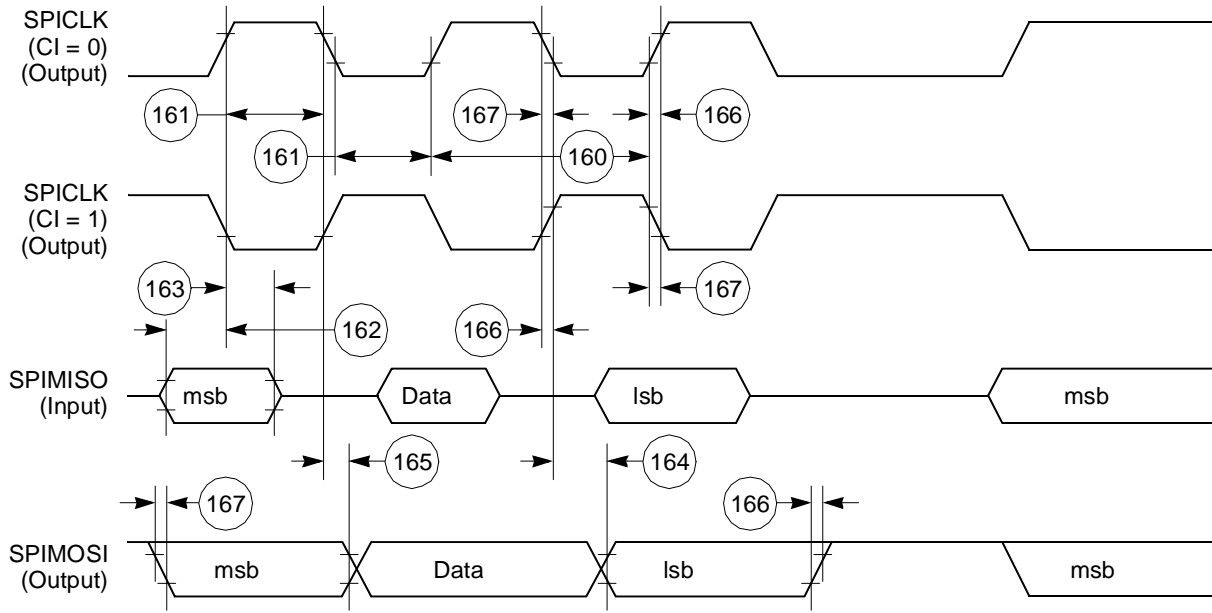 SPICLK
(CI = 0)
(Output)
161
167
166
161
160
SPICLK
(CI = 1)
(Output)
163
167
162
166
SPIMISO
(Input)
msb
Data
lsb
msb
165
164
167
166
SPIMOSI
(Output)
msb
Data
lsb
msb